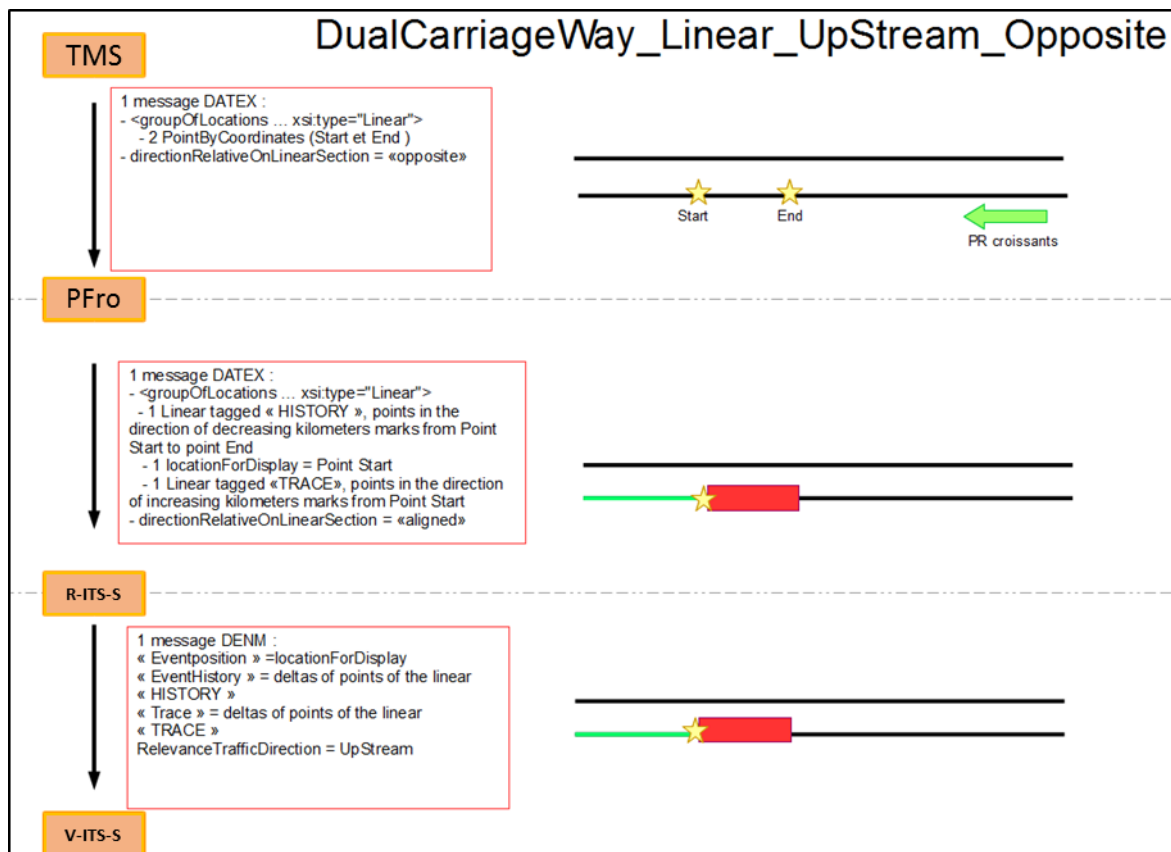 DualCarriageWay_Linear_UpStream_Opposite
TMS
1 message DATEX :
- <groupOfLocations ... xsi:type="Linear">
- 2 PointByCoordinates (Start et End )
- directionRelativeOnLinearSection = «opposite»
Start
End
PR croissants
PFro
1 message DATEX :
- <groupOfLocations ... xsi:type="Linear">
- 1 Linear tagged « HISTORY », points in the
direction of decreasing kilometers marks from Point
Start to point End
- 1 locationForDisplay = Point Start
- 1 Linear tagged «TRACE», points in the direction
of increasing kilometers marks from Point Start
- directionRelativeOnLinearSection = «aligned»
R-ITS-S
1 message DENM :
« Eventposition » =locationForDisplay
« EventHistory » = deltas of points of the linear
« HISTORY »
« Trace » = deltas of points of the linear
« TRACE »
RelevanceTrafficDirection = UpStream
V-ITS-S